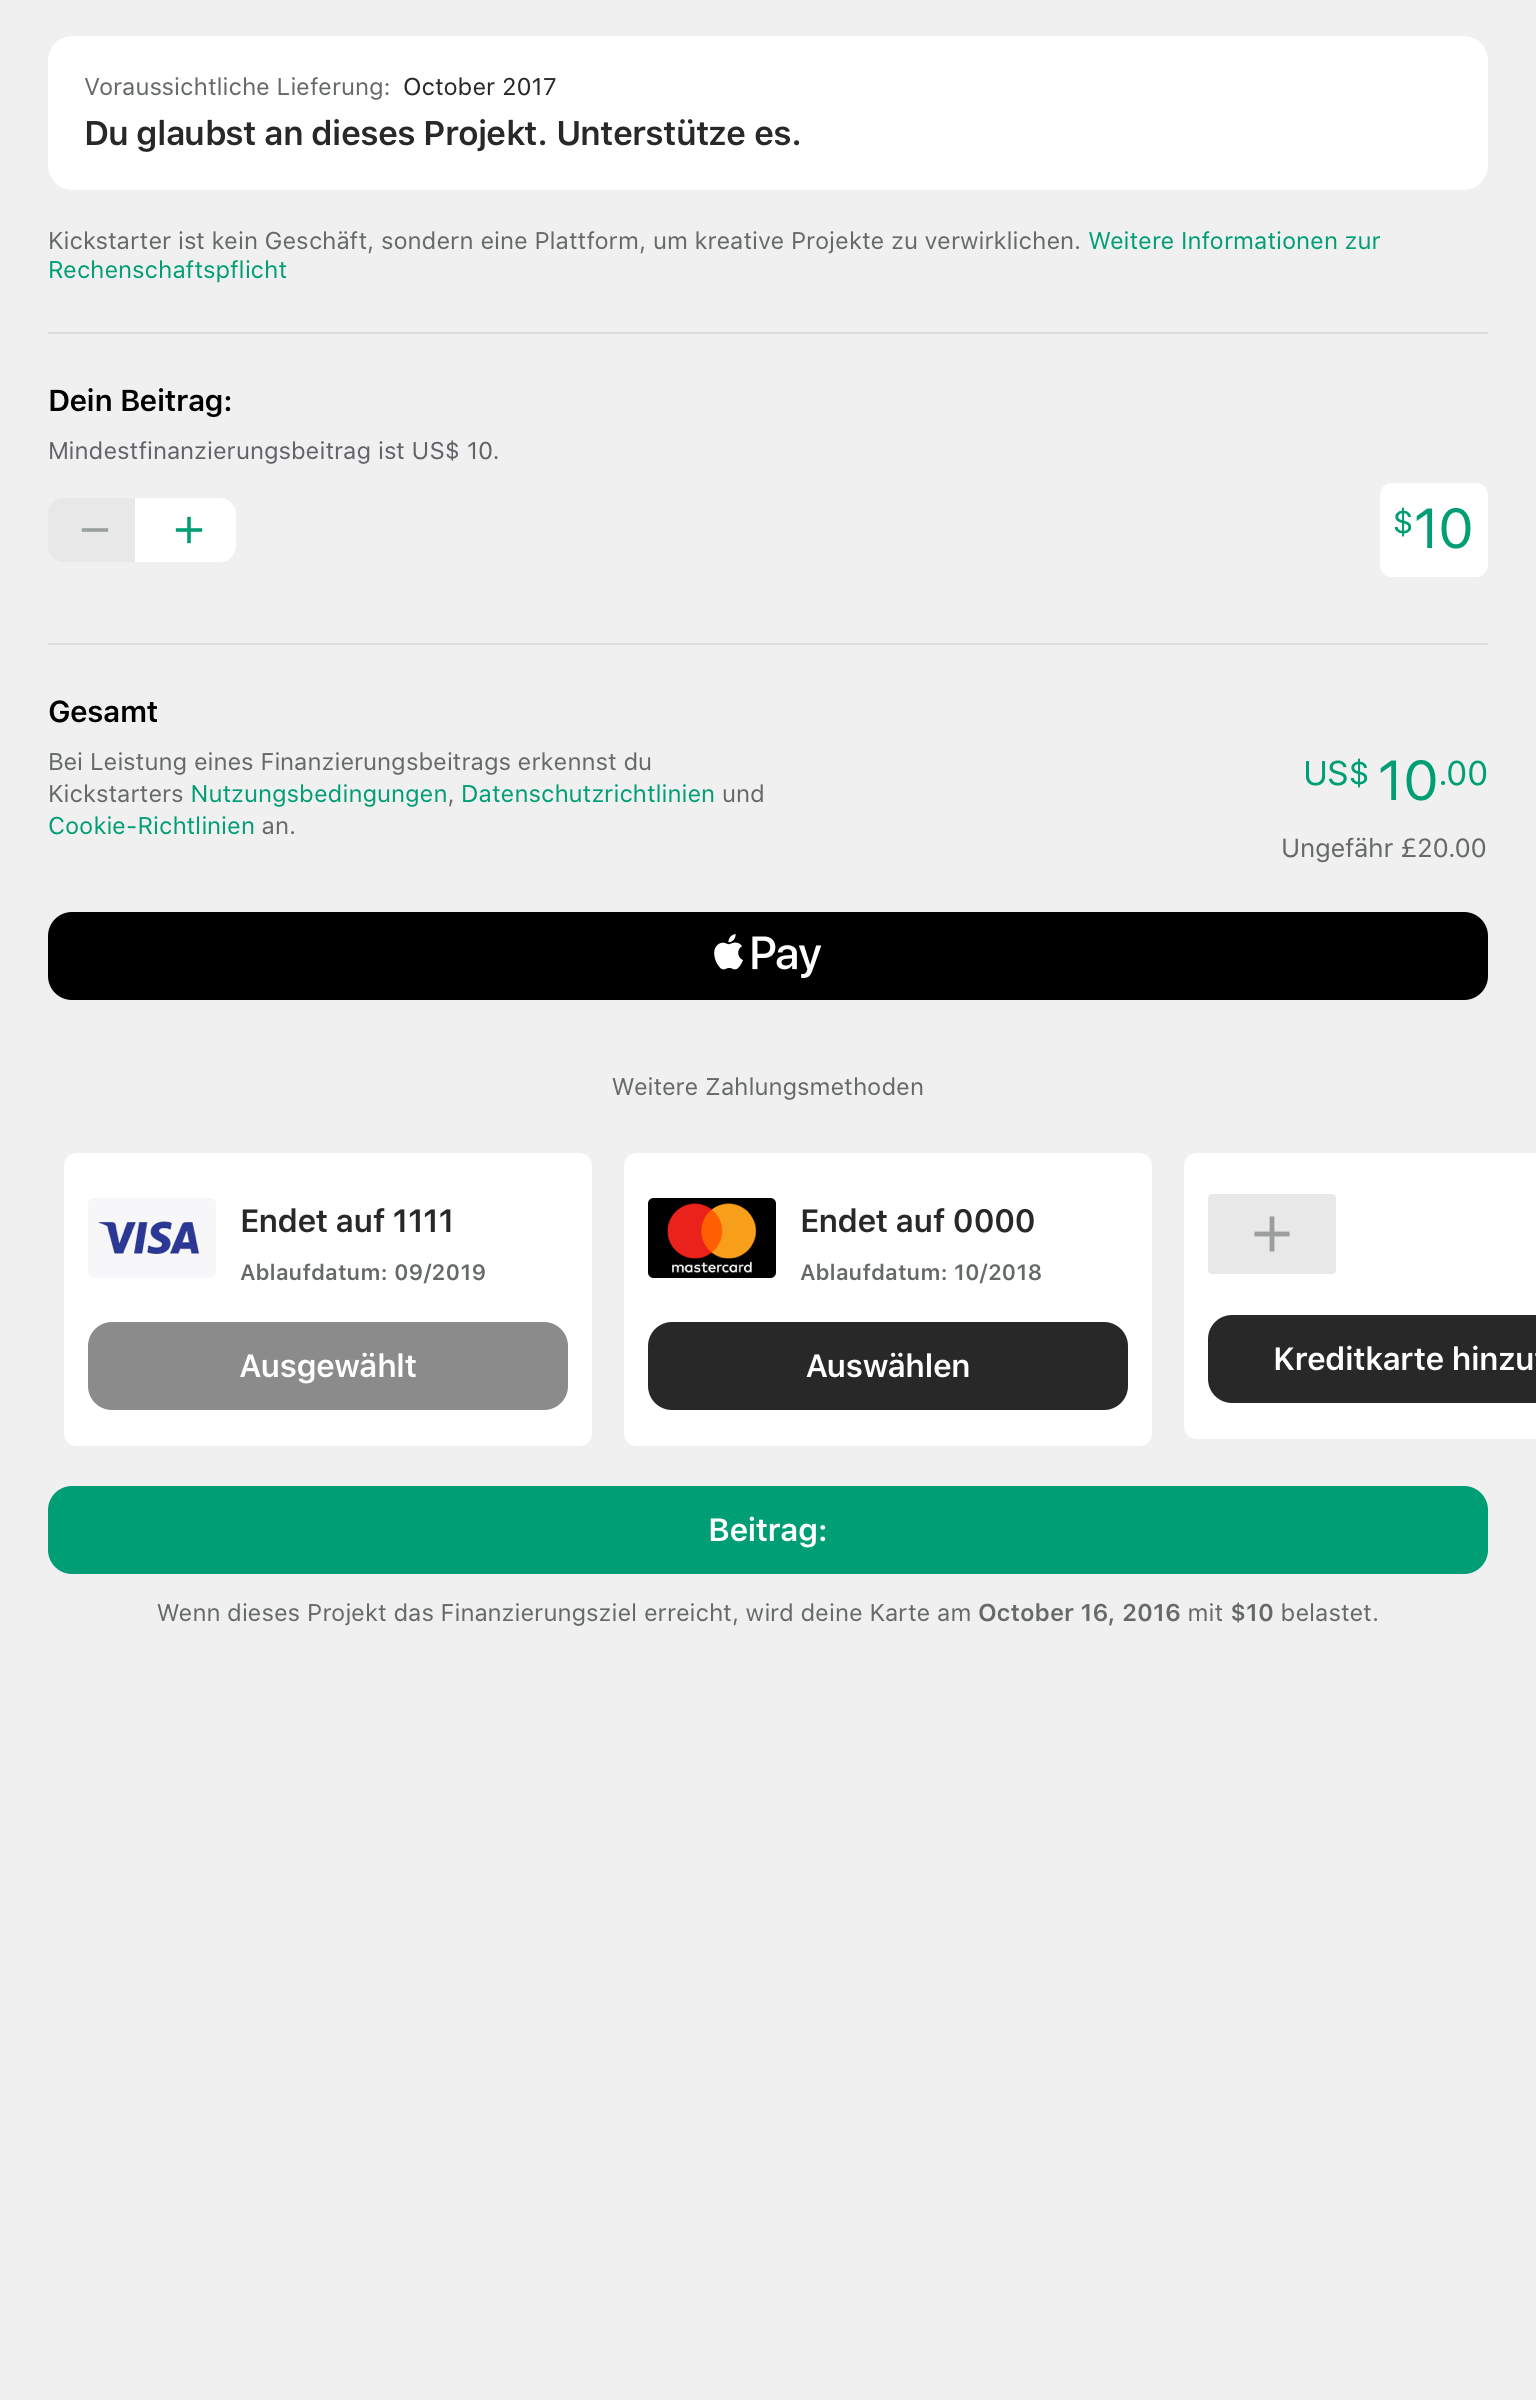 Voraussichtliche Lieferung: October 2017
Du glaubst an dieses Projekt. Unterstütze es.
Kickstarter ist kein Geschäft, sondern eine Plattform, um kreative Projekte zu verwirklichen. Weitere Informationen zur
Rechenschaftspflicht
Dein Beitrag:
Mindestfinanzierungsbeitrag ist US$ 10.
− +
$10
Gesamt
Bei Leistung eines Finanzierungsbeitrags erkennst du
Kickstarters Nutzungsbedingungen, Datenschutzrichtlinien und
Cookie-Richtlinien an.
US$ 10.00
Ungefähr £20.00
Pay
Weitere Zahlungsmethoden
VISA
Endet auf 1111
Ablaufdatum: 09/2019
Ausgewählt
mastercard
Endet auf 0000
Ablaufdatum: 10/2018
Auswählen
+
Kreditkarte hinzu
Beitrag:
Wenn dieses Projekt das Finanzierungsziel erreicht, wird deine Karte am October 16, 2016 mit $10 belastet.